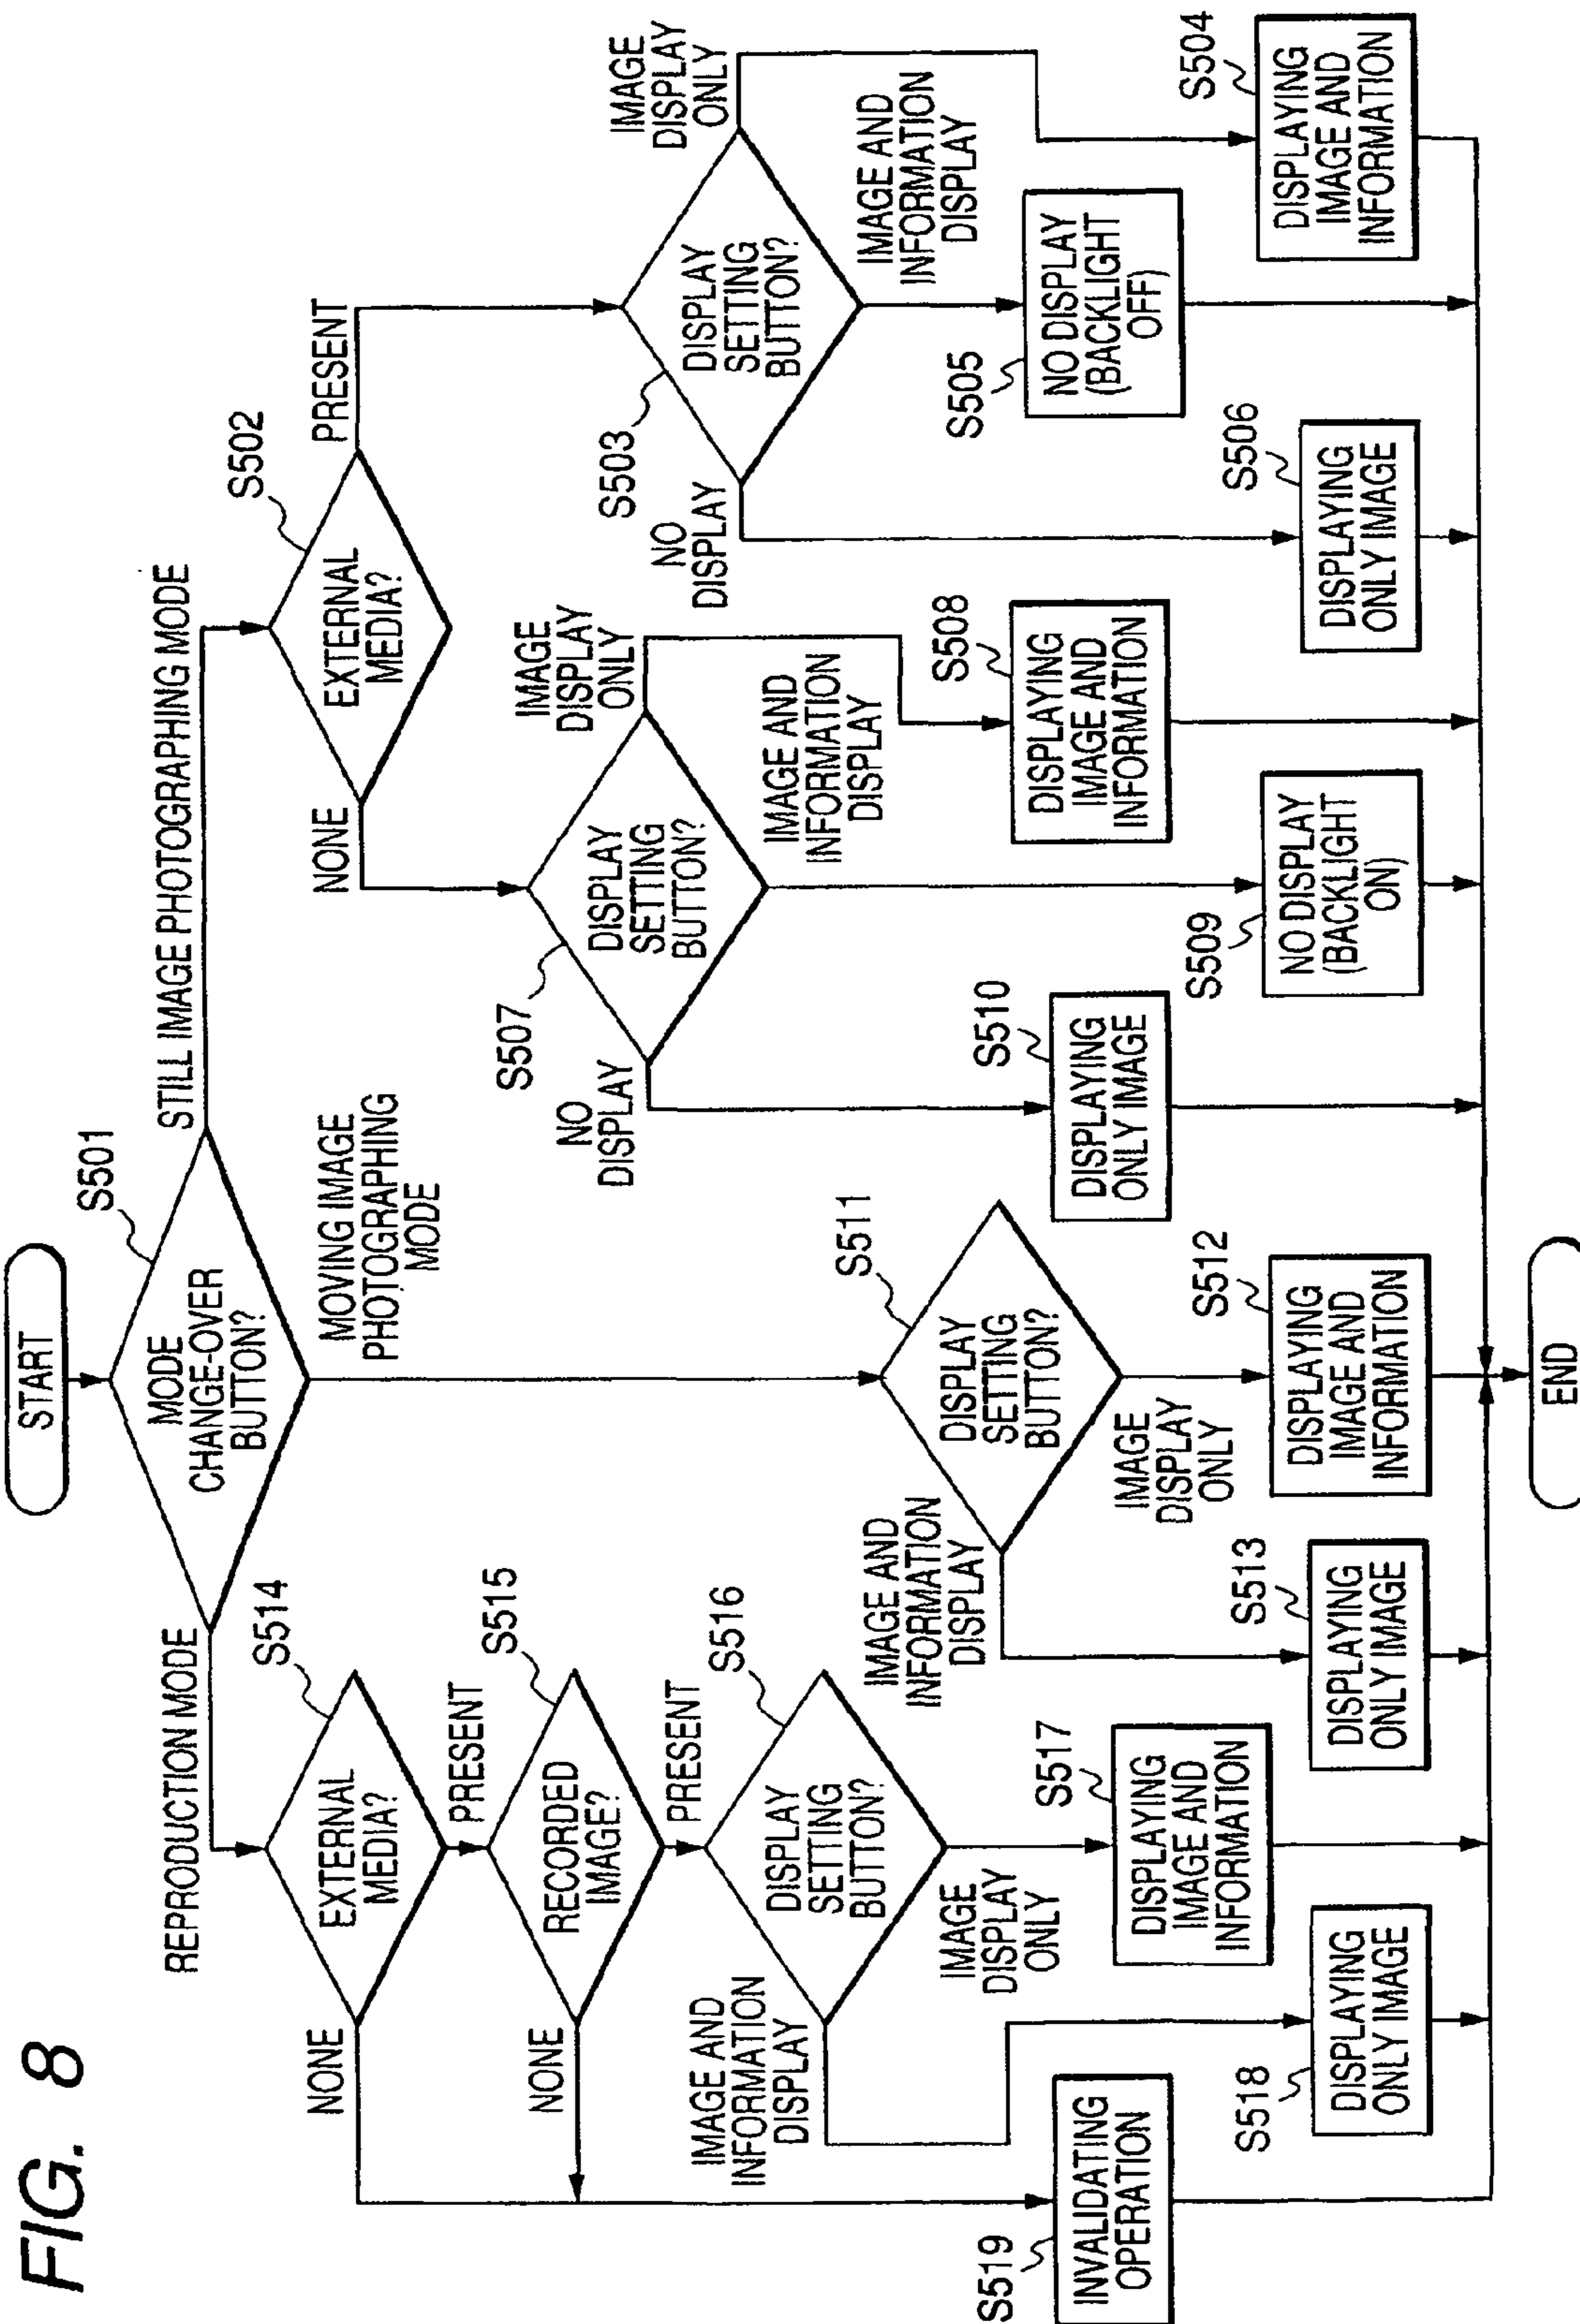 FIG. 8
START
S501
MODE
CHANGE-OVER
BUTTON?
REPRODUCTION MODE
MOVING IMAGE
PHOTOGRAPHING
MODE
STILL IMAGE PHOTOGRAPHING MODE
S514
EXTERNAL
MEDIA?
NONE
PRESENT
S515
RECORDED
IMAGE?
NONE
PRESENT
S516
DISPLAY
SETTING
BUTTON?
IMAGE AND
INFORMATION
DISPLAY
IMAGE
DISPLAY
ONLY
S519
INVALIDATING
OPERATION
S518
DISPLAYING
ONLY IMAGE
S517
DISPLAYING
IMAGE AND
INFORMATION
S511
DISPLAY
SETTING
BUTTON?
IMAGE AND
INFORMATION
DISPLAY
IMAGE
DISPLAY
ONLY
S513
DISPLAYING
ONLY IMAGE
S512
DISPLAYING
IMAGE AND
INFORMATION
S502
EXTERNAL
MEDIA?
NONE
PRESENT
S507
DISPLAY
SETTING
BUTTON?
NO
DISPLAY
IMAGE AND
INFORMATION
DISPLAY
IMAGE
DISPLAY
ONLY
S510
DISPLAYING
ONLY IMAGE
S509
NO DISPLAY
(BACKLIGHT
ON)
S508
DISPLAYING
IMAGE AND
INFORMATION
S503
DISPLAY
SETTING
BUTTON?
NO
DISPLAY
IMAGE AND
INFORMATION
DISPLAY
IMAGE
DISPLAY
ONLY
S506
DISPLAYING
ONLY IMAGE
S505
NO DISPLAY
(BACKLIGHT
OFF)
S504
DISPLAYING
IMAGE AND
INFORMATION
END